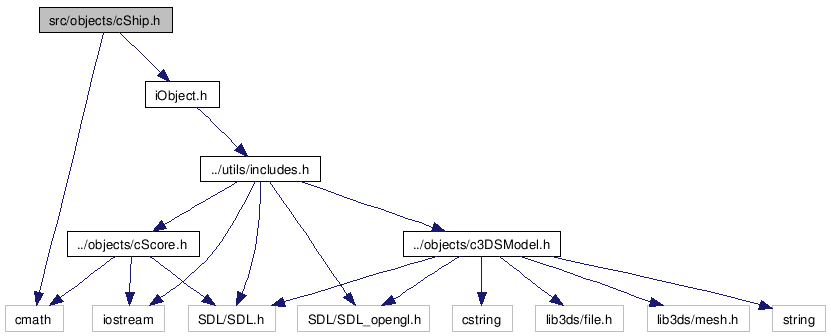 src/objects/cShip.h
iObject.h
../utils/includes.h
../objects/cScore.h
../objects/c3DSModel.h
cmath
iostream
SDL/SDL.h
SDL/SDL_opengl.h
cstring
lib3ds/file.h
lib3ds/mesh.h
string